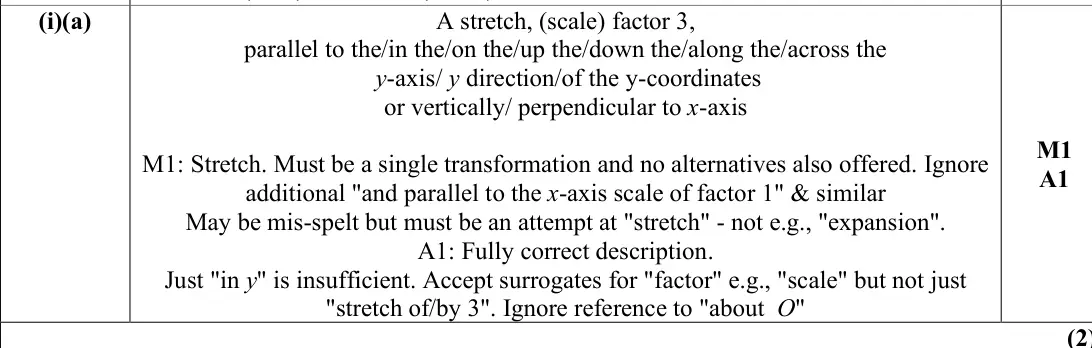 (i)(a)
A stretch, (scale) factor 3,
parallel to the/in the/on the/up the/down the/along the/across the
y-axis/ y direction/of the y-coordinates
or vertically/ perpendicular to x-axis
M1: Stretch. Must be a single transformation and no alternatives also offered. Ignore
additional "and parallel to the x-axis scale of factor 1" & similar
May be mis-spelt but must be an attempt at "stretch" - not e.g., "expansion".
A1: Fully correct description.
Just "in y" is insufficient. Accept surrogates for "factor" e.g., "scale" but not just
"stretch of/by 3". Ignore reference to "about O"
M1
A1
(2)